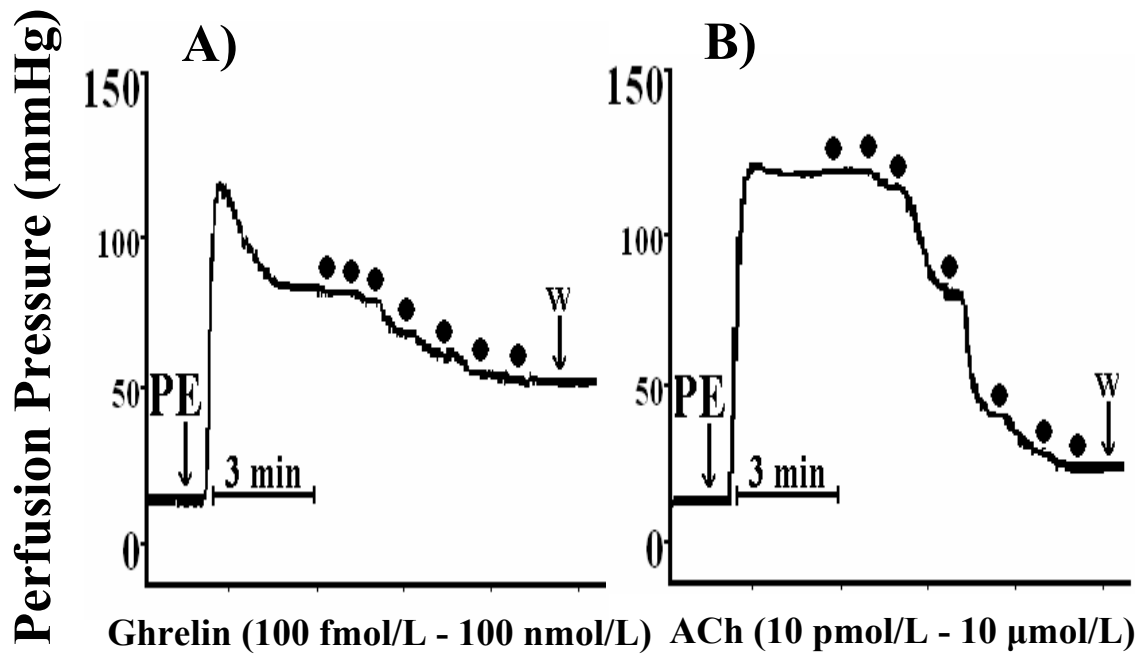 Perfusion Pressure (mmHg)
A)
150
100
50
0
PE
3 min
W
Ghrelin (100 fmol/L - 100 nmol/L)
B)
150
100
50
0
PE
3 min
W
ACh (10 pmol/L - 10 µmol/L)